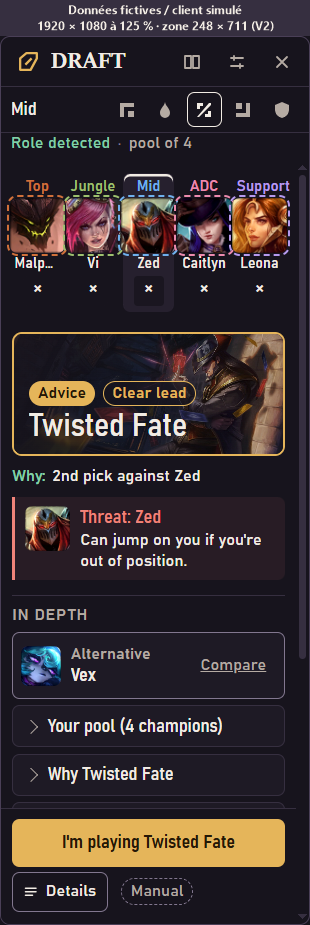 Données fictives / client simulé
1920 × 1080 à 125 % · zone 248 × 711 (V2)
DRAFT
Mid
Role detected · pool of 4
Top Jungle Mid ADC Support
Malp... Vi Zed Caitlyn Leona
× × × × ×
Advice Clear lead
Twisted Fate
Why: 2nd pick against Zed
Threat: Zed
Can jump on you if you're
out of position.
IN DEPTH
Alternative
Vex
Compare
Your pool (4 champions)
Why Twisted Fate
I'm playing Twisted Fate
Details
Manual